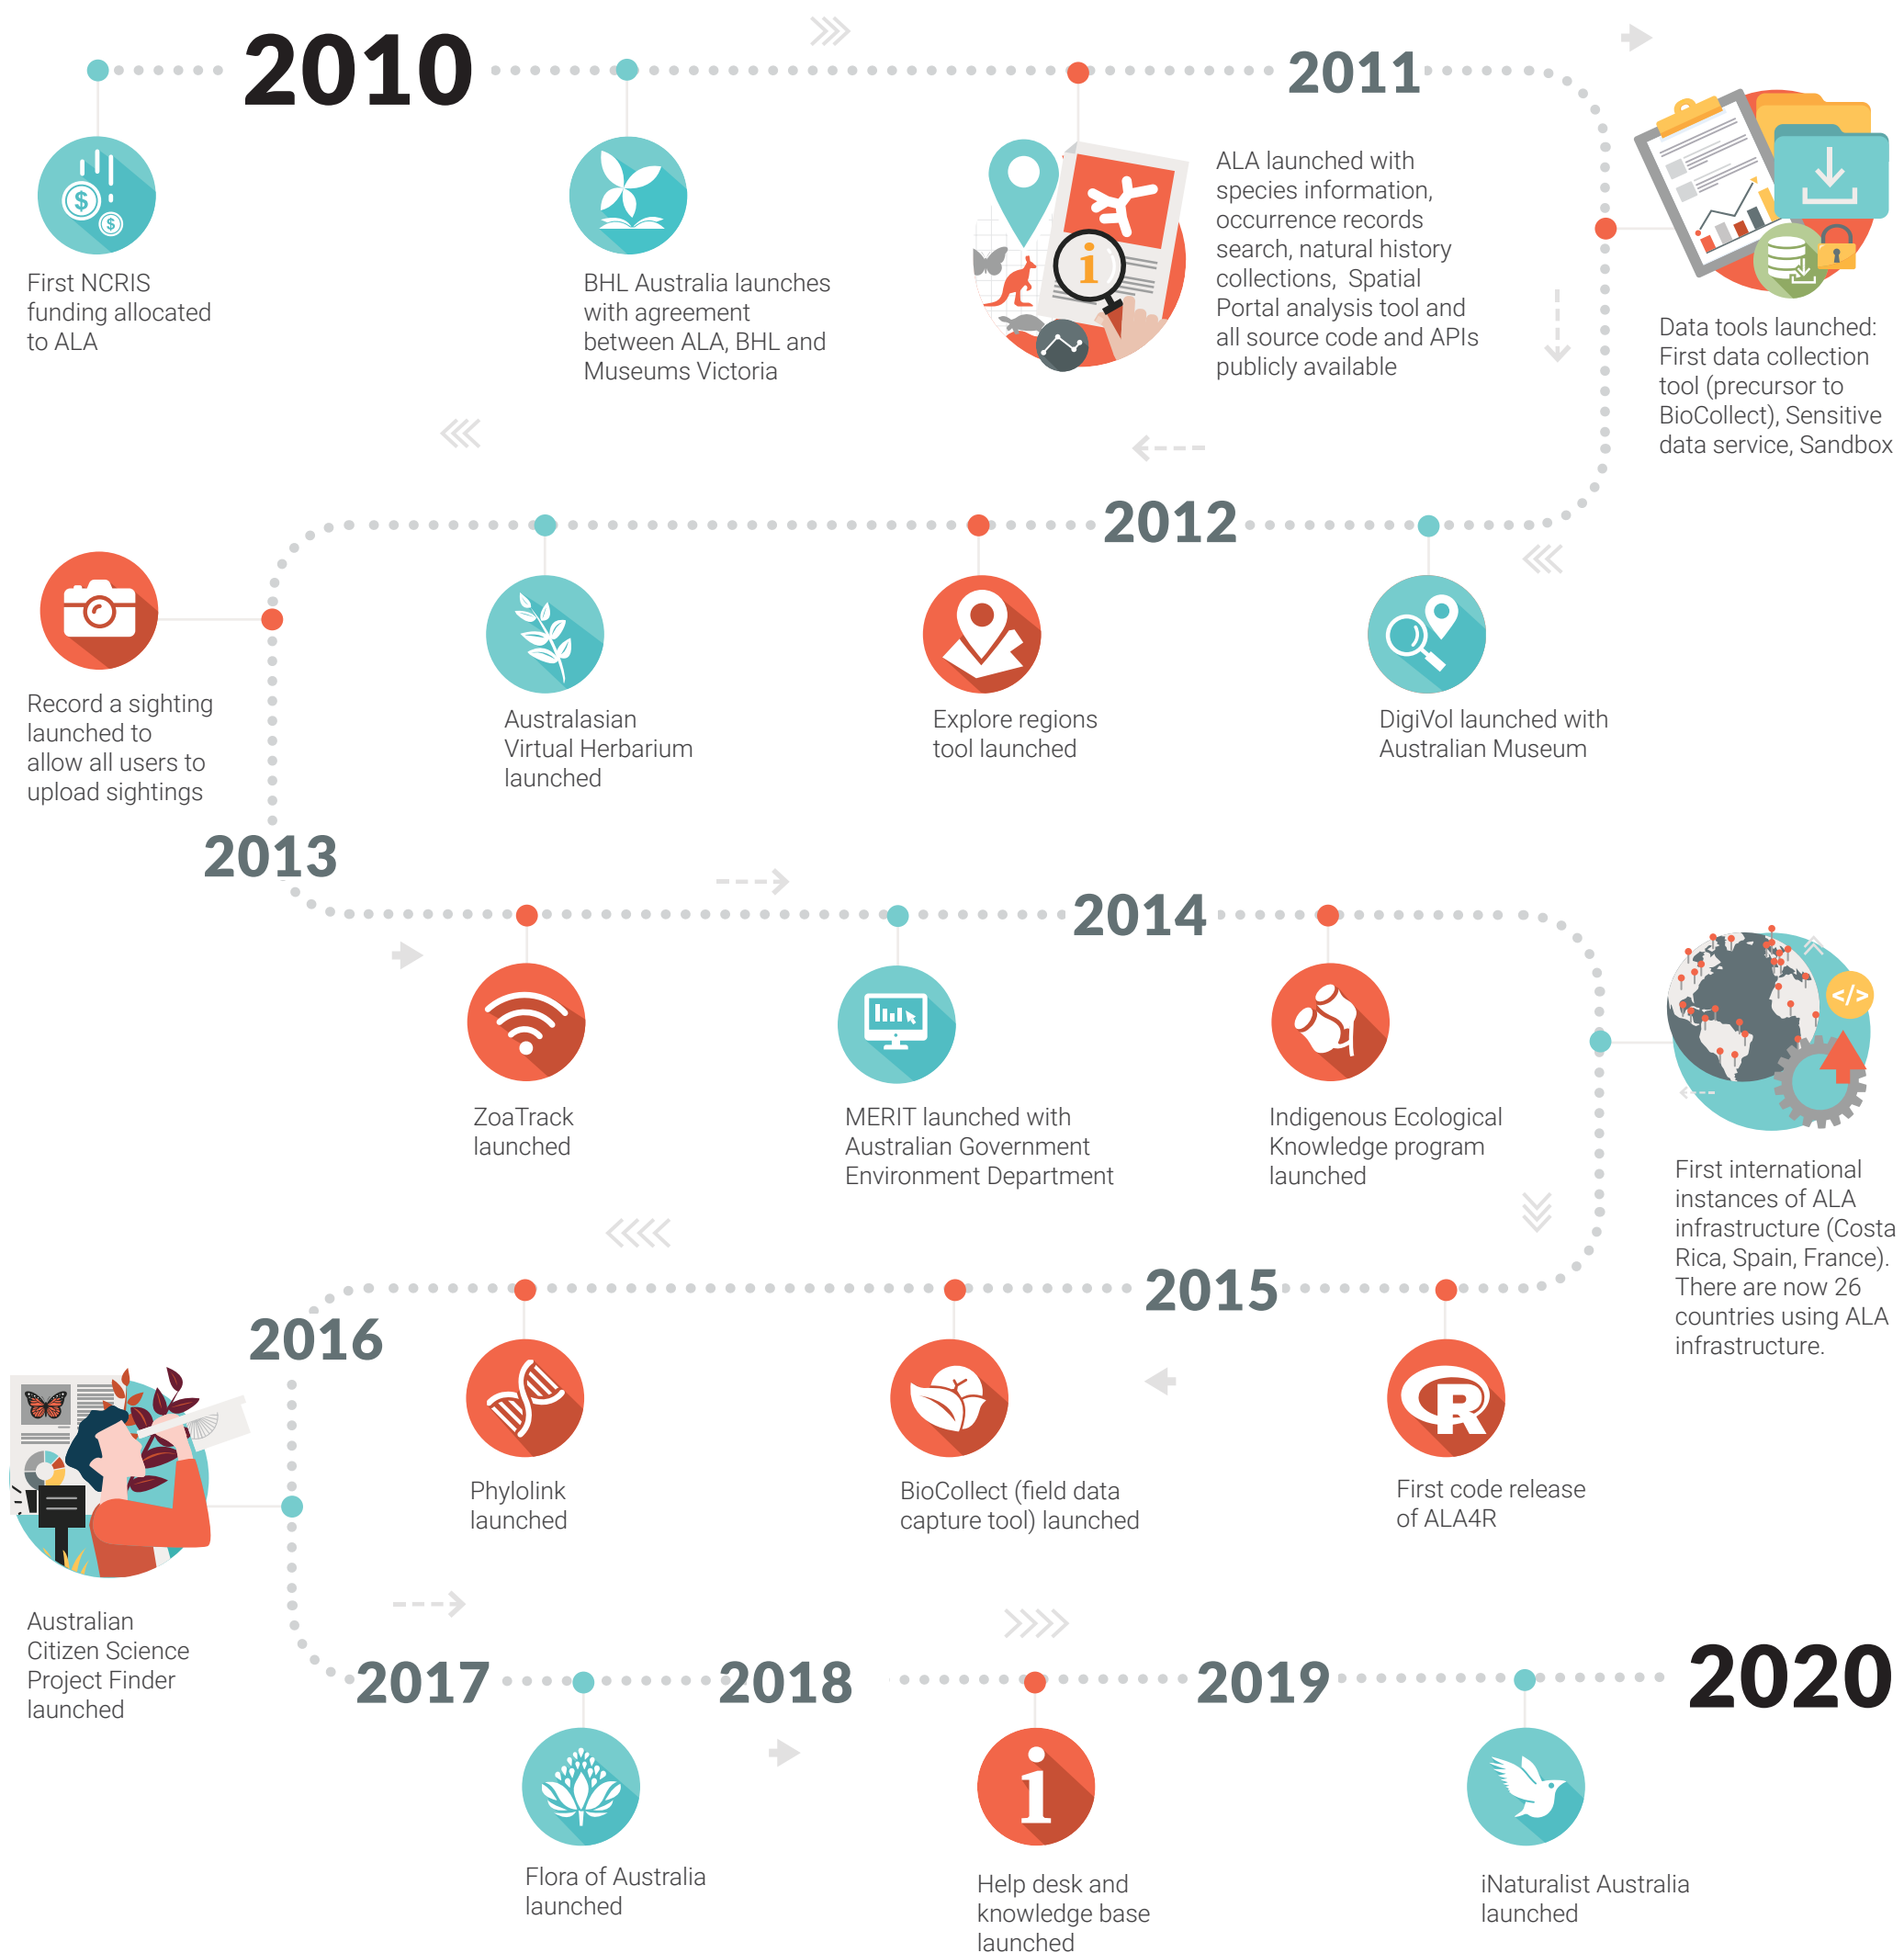 2010
2011
First NCRIS
funding allocated
to ALA
BHL Australia launches
with agreement
between ALA, BHL and
Museums Victoria
ALA launched with
species information,
occurrence records
search, natural history
collections, Spatial
Portal analysis tool and
all source code and APIs
publicly available
Data tools launched:
First data collection
tool (precursor to
BioCollect), Sensitive
data service, Sandbox
2012
DigiVol launched with
Australian Museum
Explore regions
tool launched
Australasian
Virtual Herbarium
launched
Record a sighting
launched to
allow all users to
upload sightings
2013
2014
ZoaTrack
launched
MERIT launched with
Australian Government
Environment Department
Indigenous Ecological
Knowledge program
launched
</>
First international
instances of ALA
infrastructure (Costa
Rica, Spain, France).
There are now 26
countries using ALA
infrastructure.
2015
R
First code release
of ALA4R
BioCollect (field data
capture tool) launched
Phylolink
launched
2016
Australian
Citizen Science
Project Finder
launched
2017
2018
2019
2020
Flora of Australia
launched
i
Help desk and
knowledge base
launched
iNaturalist Australia
launched
$
$
i